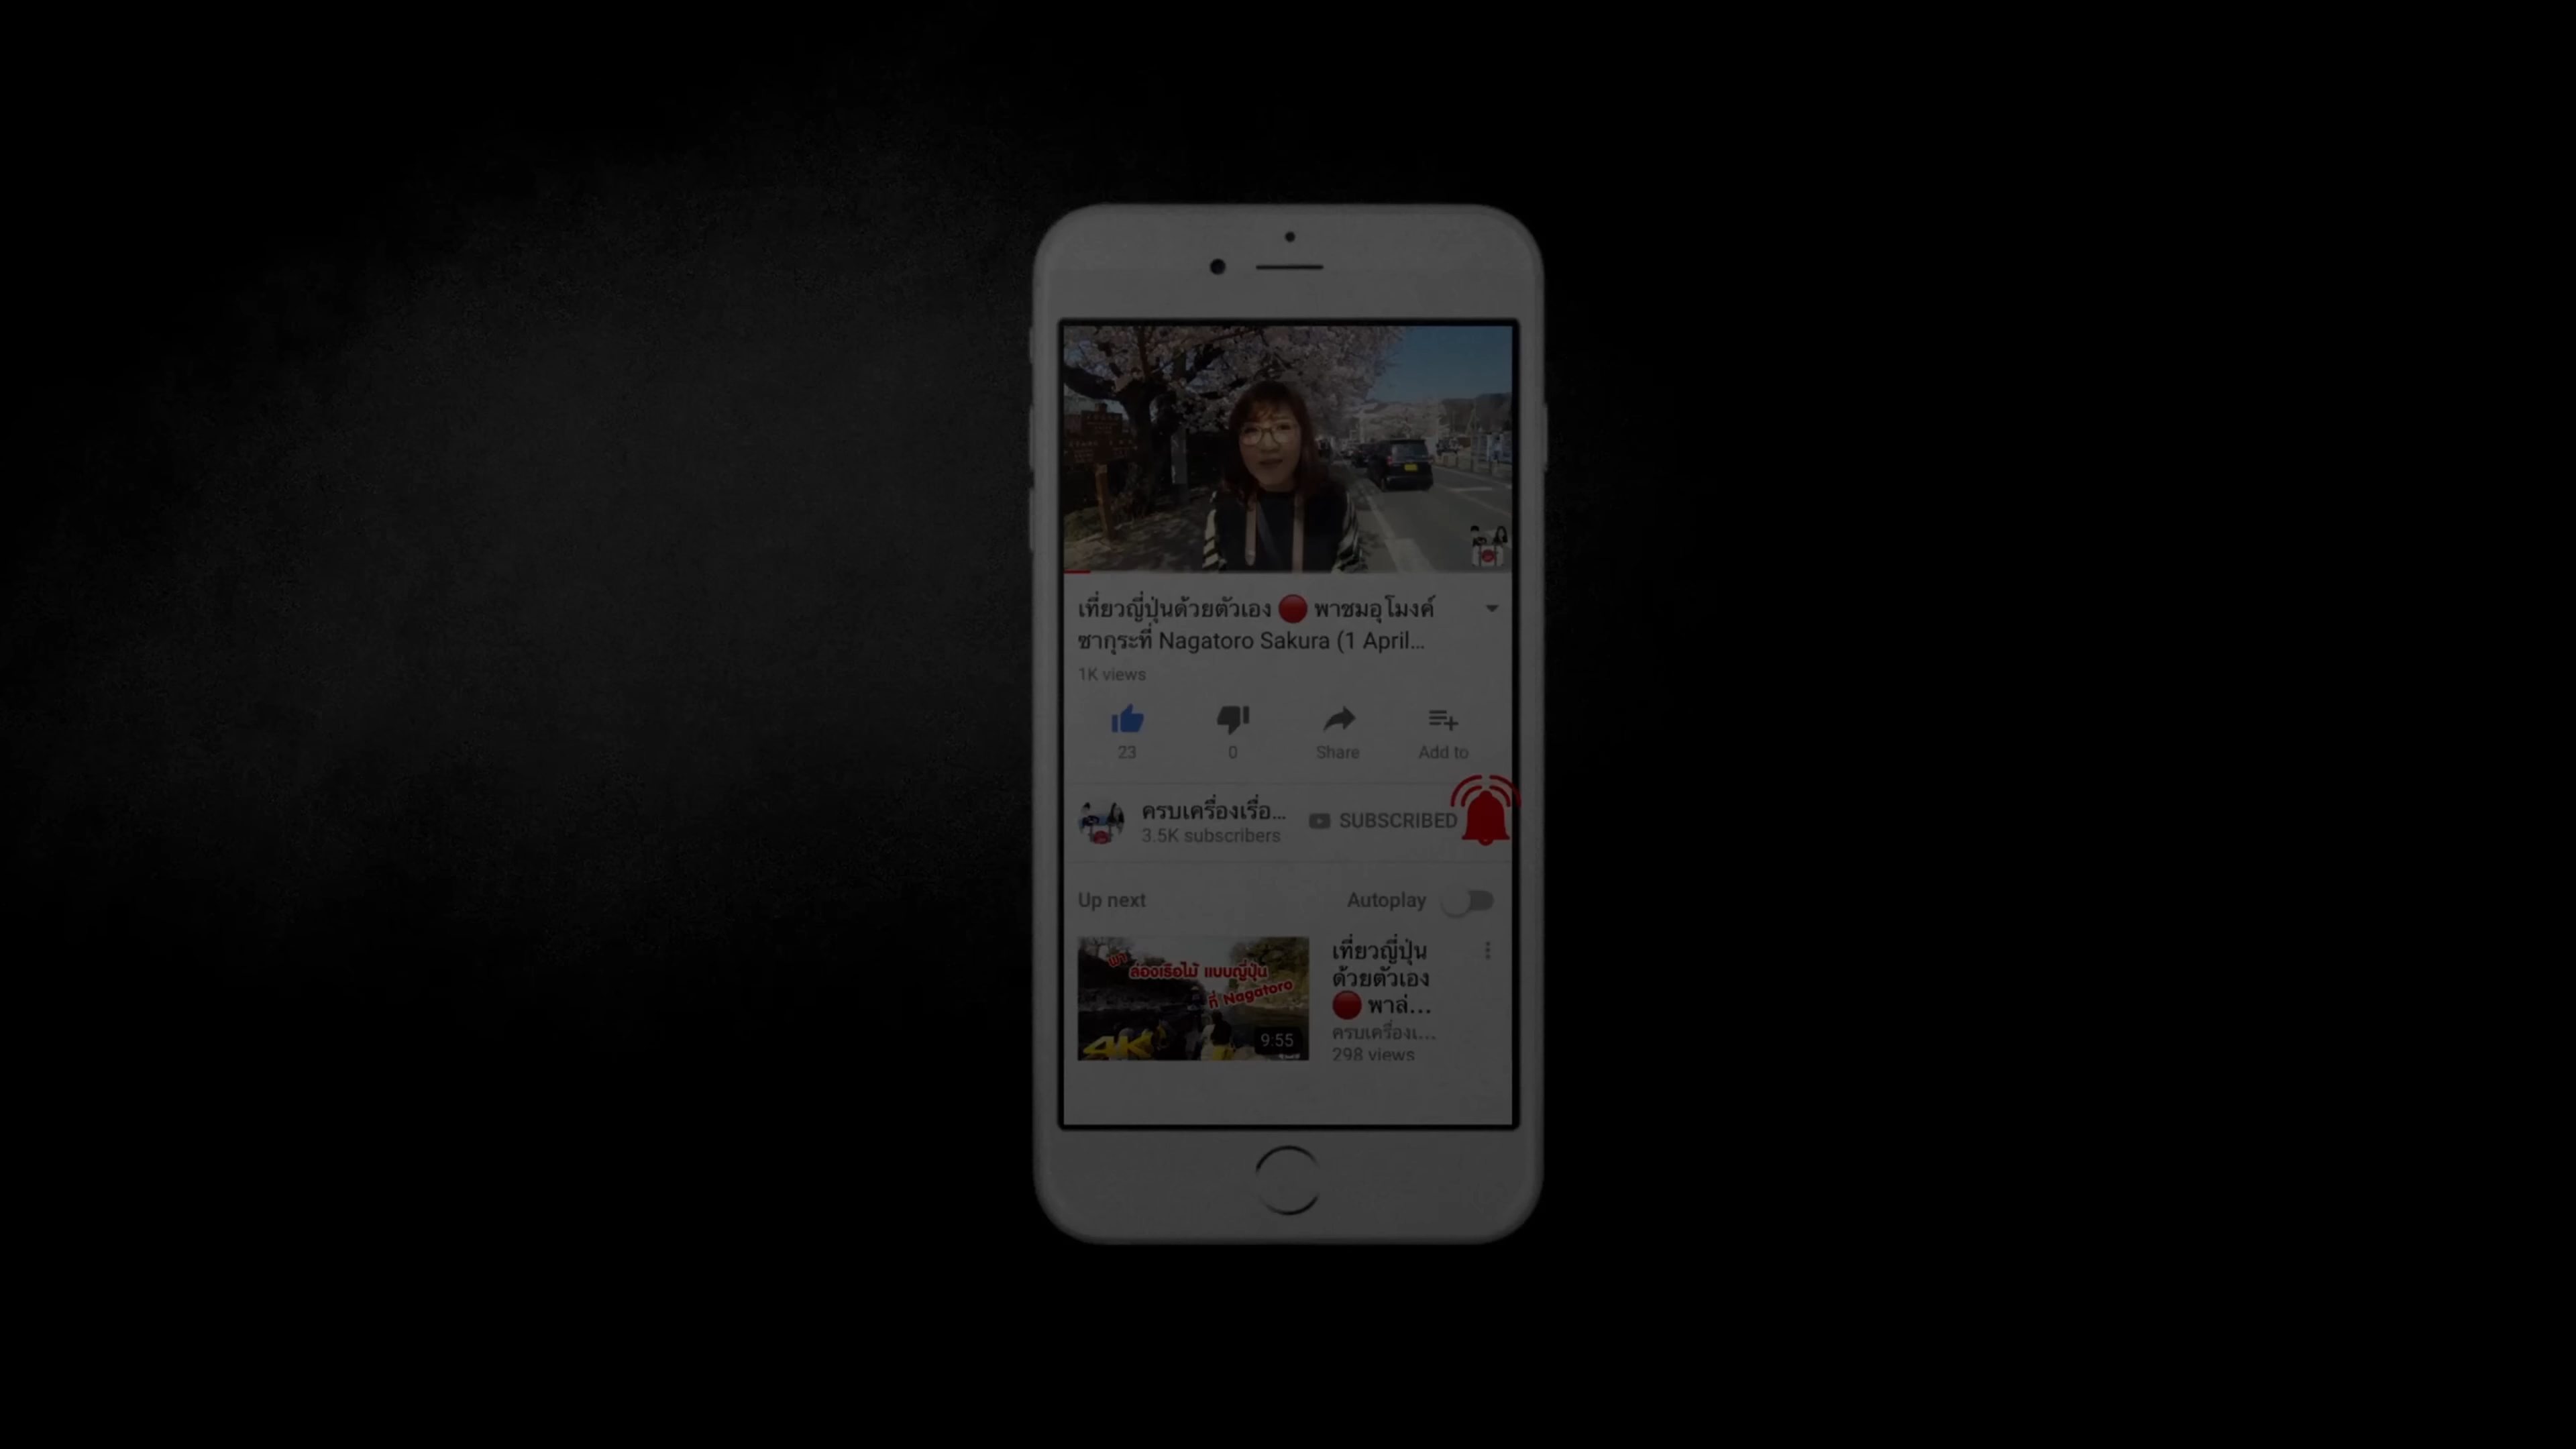 เที่ยวญี่ปุ่นด้วยตัวเอง 🔴 พาชมอุโมงค์
ซากุระที่ Nagatoro Sakura (1 April...
1K views
23
0
Share
Add to
ครบเครื่องเรื่อ...
SUBSCRIBED
3.5K subscribers
Up next
Autoplay
พา
ล่องเรือไม้ แบบญี่ปุ่น
ที่ Nagatoro
4K
9:55
เที่ยวญี่ปุ่น
ด้วยตัวเอง
🔴 พาล่...
ครบเครื่องเ...
298 views